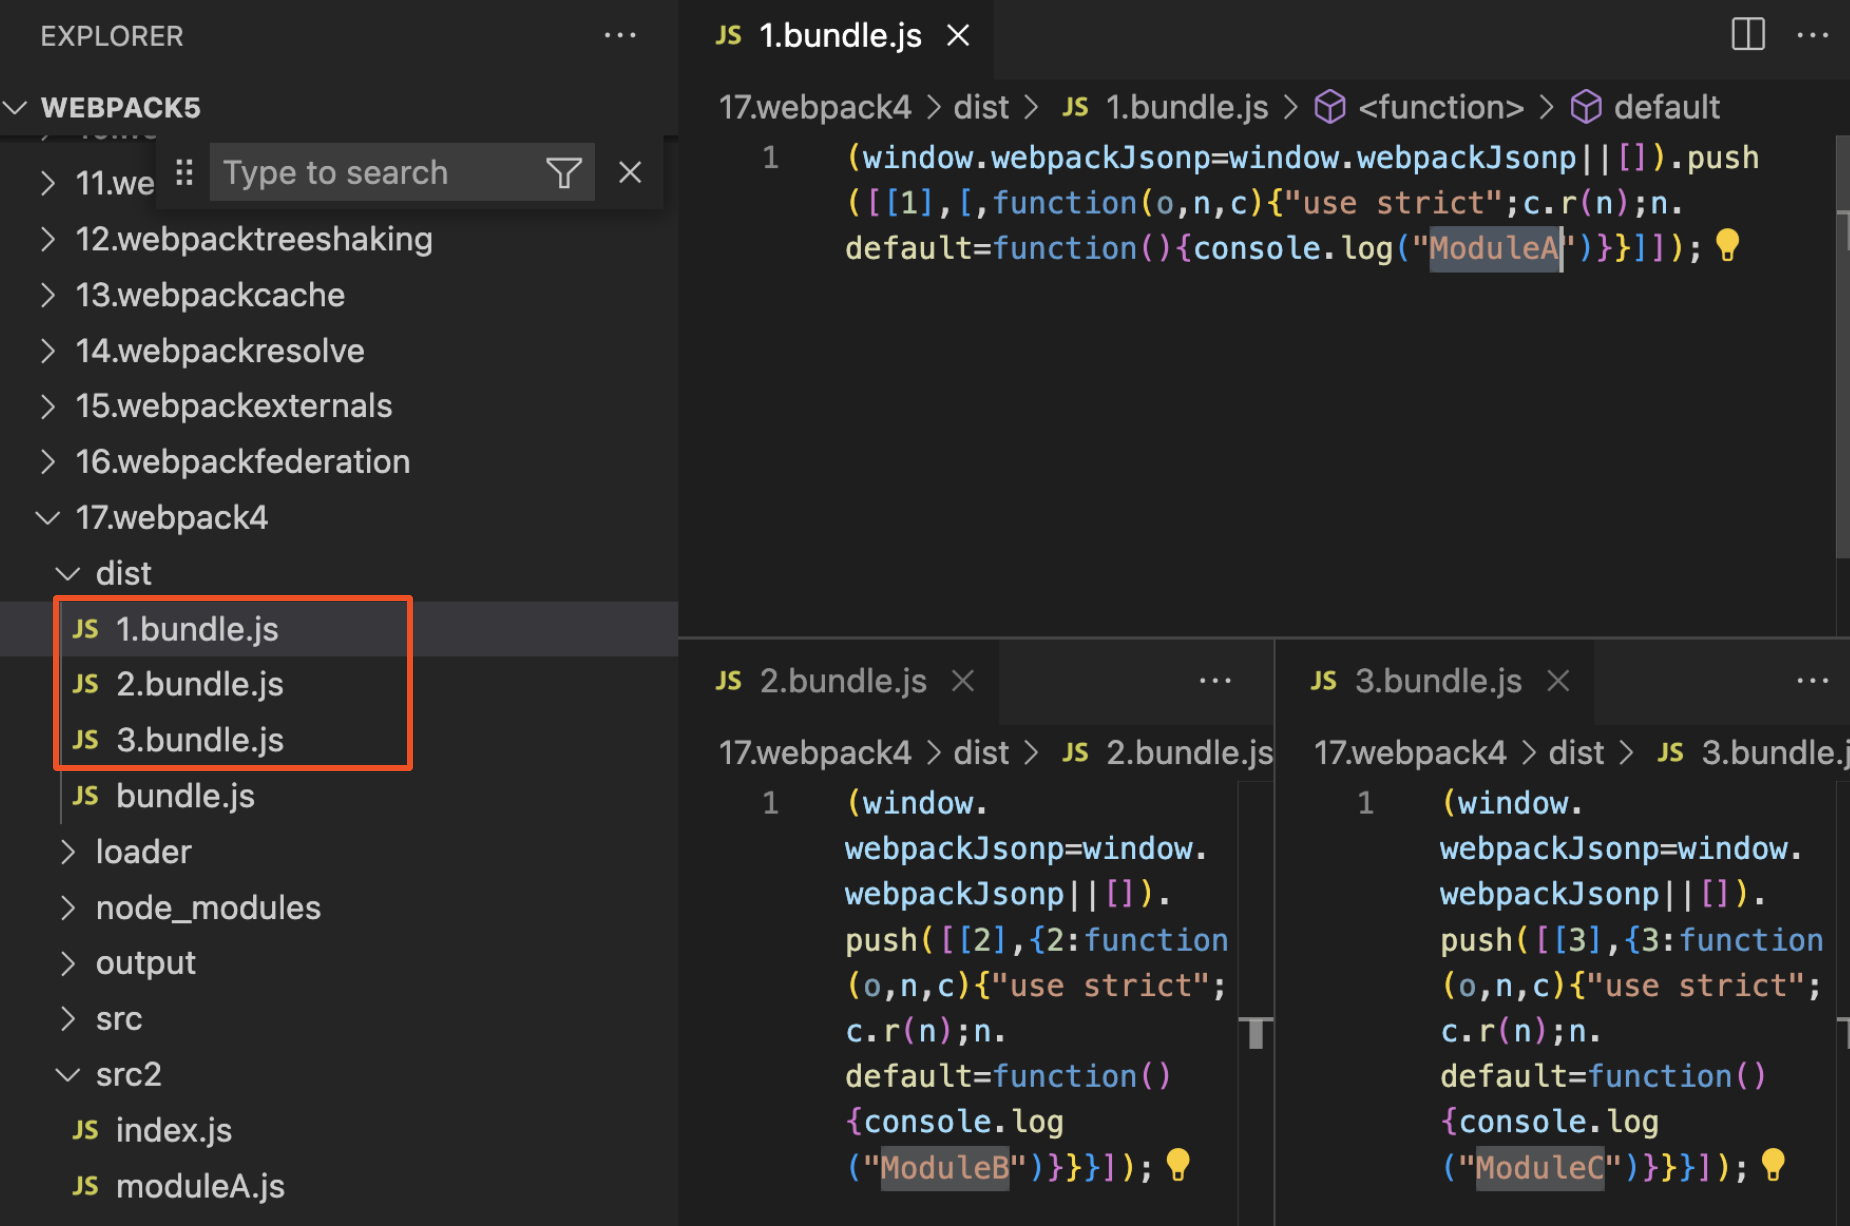 EXPLORER
WEBPACK5
11.we
Type to search
12.webpacktreeshaking
13.webpackcache
14.webpackresolve
15.webpackexternals
16.webpackfederation
17.webpack4
dist
JS 1.bundle.js
JS 2.bundle.js
JS 3.bundle.js
JS bundle.js
loader
node_modules
output
src
src2
JS index.js
JS moduleA.js
JS 1.bundle.js
17.webpack4 > dist > JS 1.bundle.js > <function> > default
1 (window.webpackJsonp=window.webpackJsonp||[]).push
([[1],[,function(o,n,c){"use strict";c.r(n);n.
default=function(){console.log("ModuleA")}}]]);
JS 2.bundle.js
17.webpack4 > dist > JS 2.bundle.js
1 (window.
webpackJsonp=window.
webpackJsonp||[]).
push([[2],{2:function
(o,n,c){"use strict";
c.r(n);n.
default=function()
{console.log
("ModuleB")}}}]);
JS 3.bundle.js
17.webpack4 > dist > JS 3.bundle.j
1 (window.
webpackJsonp=window.
webpackJsonp||[]).
push([[3],{3:function
(o,n,c){"use strict";
c.r(n);n.
default=function()
{console.log
("ModuleC")}}}]);